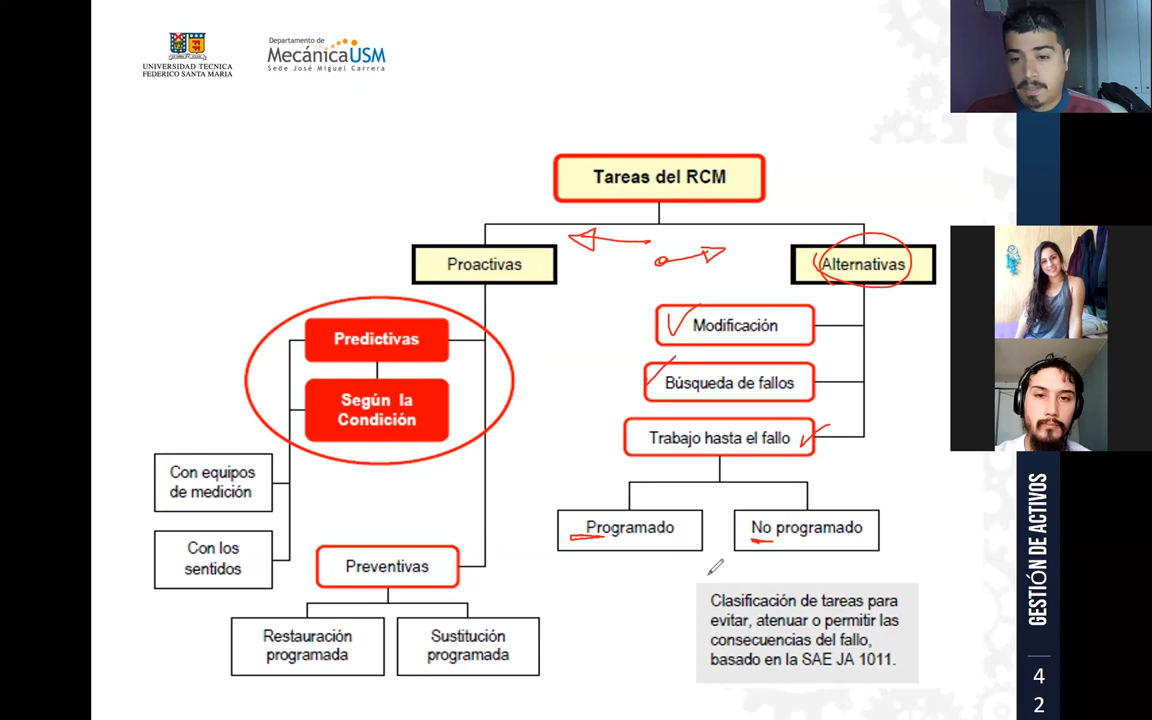 UNIVERSIDAD TECNICA
FEDERICO SANTA MARIA
Departamento de
MecánicaUSM
Sede José Miguel Carrera
Tareas del RCM
Proactivas
Alternativas
Predictivas
Según la
Condición
Con equipos
de medición
Con los
sentidos
Preventivas
Restauración
programada
Sustitución
programada
Modificación
Búsqueda de fallos
Trabajo hasta el fallo
Programado
No programado
Clasificación de tareas para
evitar, atenuar o permitir las
consecuencias del fallo,
basado en la SAE JA 1011.
GESTIÓN DE ACTIVOS
4
2